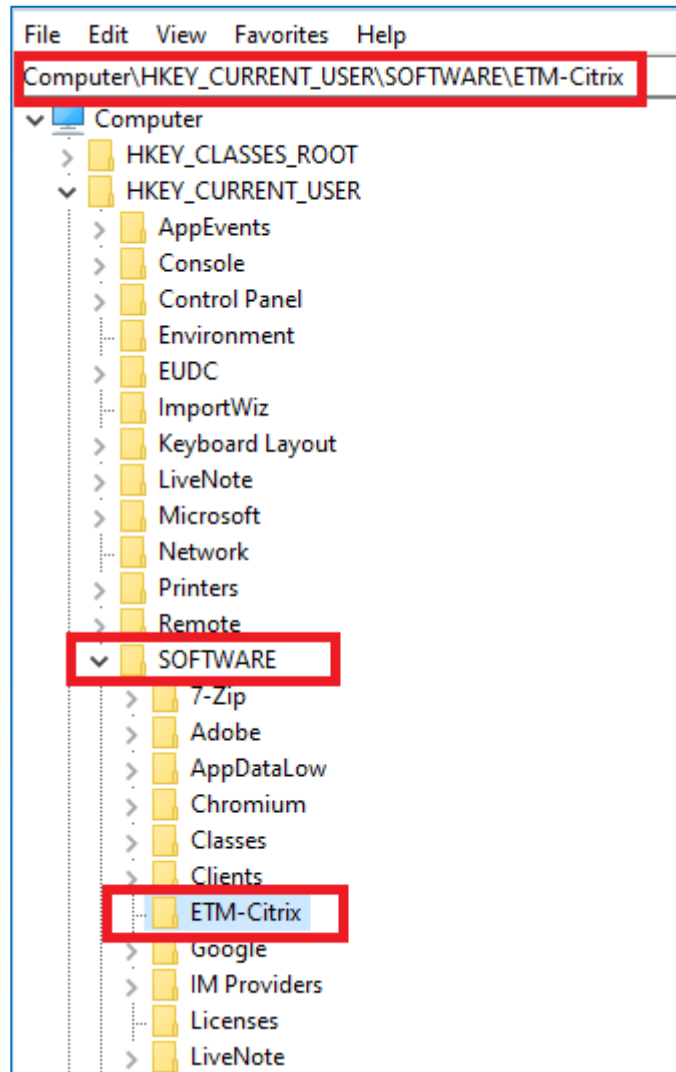 File Edit View Favorites Help
Computer\HKEY_CURRENT_USER\SOFTWARE\ETM-Citrix
Computer
HKEY_CLASSES_ROOT
HKEY_CURRENT_USER
AppEvents
Console
Control Panel
Environment
EUDC
ImportWiz
Keyboard Layout
LiveNote
Microsoft
Network
Printers
Remote
SOFTWARE
7-Zip
Adobe
AppDataLow
Chromium
Classes
Clients
ETM-Citrix
Google
IM Providers
Licenses
LiveNote